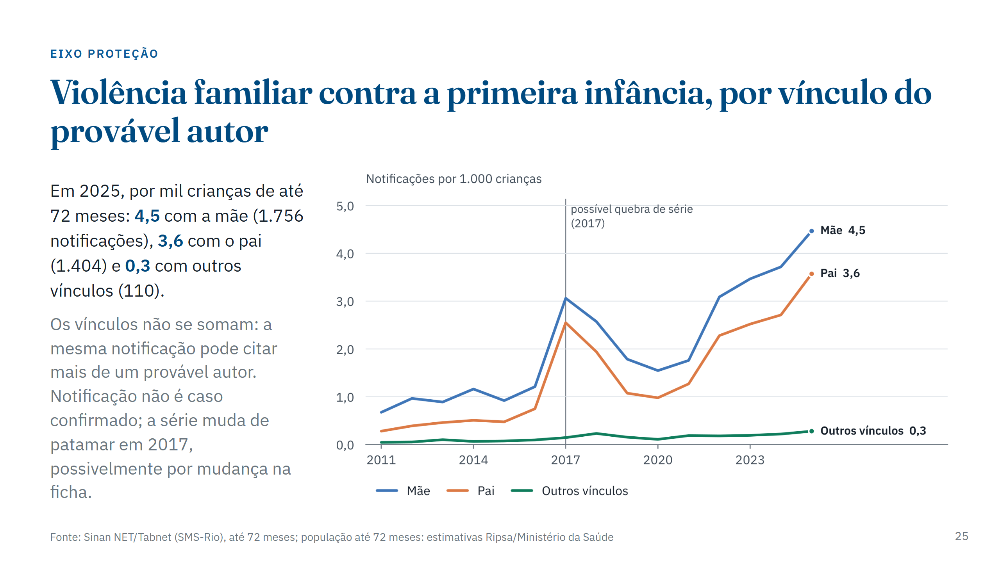 EIXO PROTEÇÃO
Violência familiar contra a primeira infância, por vínculo do
provável autor
Em 2025, por mil crianças de até
72 meses: 4,5 com a mãe (1.756
notificações), 3,6 com o pai
(1.404) e 0,3 com outros
vínculos (110).
Os vínculos não se somam: a
mesma notificação pode citar
mais de um provável autor.
Notificação não é caso
confirmado; a série muda de
patamar em 2017,
possivelmente por mudança na
ficha.
Notificações por 1.000 crianças
5,0
4,0
3,0
2,0
1,0
0,0
possível quebra de série
(2017)
Mãe 4,5
Pai 3,6
Outros vínculos 0,3
2011 2014 2017 2020 2023
Mãe Pai Outros vínculos
Fonte: Sinan NET/Tabnet (SMS-Rio), até 72 meses; população até 72 meses: estimativas Ripsa/Ministério da Saúde
25